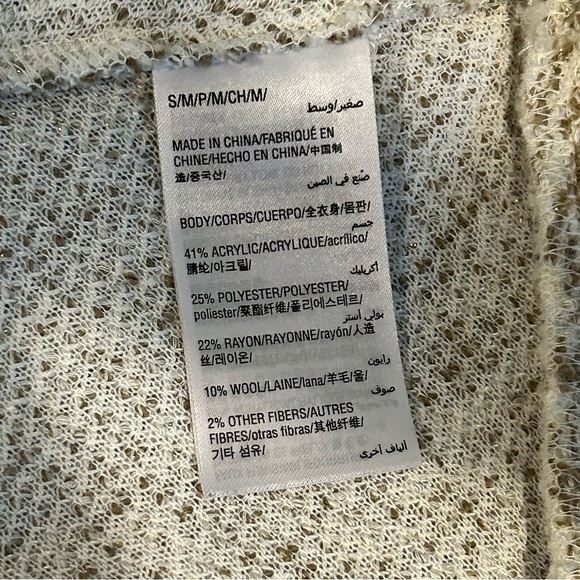 S/M/P/M/CH/M/
صغير/وسط
MADE IN CHINA/FABRIQUÉ EN
CHINE/HECHO EN CHINA/中国制
造/중국산/
صنع في الصين
BODY/CORPS/CUERPO/全衣身/몸판/
جسم
41% ACRYLIC/ACRYLIQUE/acrílico/
腈纶/아크릴/
أكريليك
25% POLYESTER/POLYESTER/
poliester/聚酯纤维/폴리에스테르/
بولي أستر
22% RAYON/RAYONNE/rayón/人造
丝/레이온/
رايون
10% WOOL/LAINE/lana/羊毛/울/
صوف
2% OTHER FIBERS/AUTRES
FIBRES/otras fibras/其他纤维/
기타 섬유/
ألياف أخرى